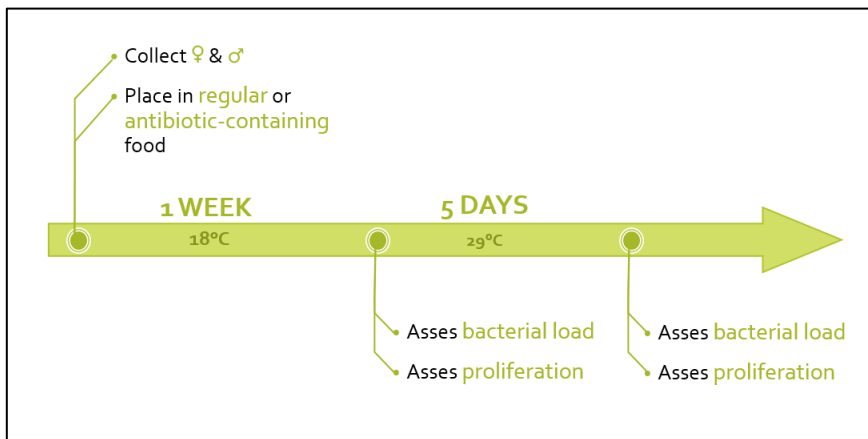 Collect ♀ & ♂
Place in regular or
antibiotic-containing
food
1 WEEK
5 DAYS
18°C
29°C
Asses bacterial load
Asses proliferation
Asses bacterial load
Asses proliferation